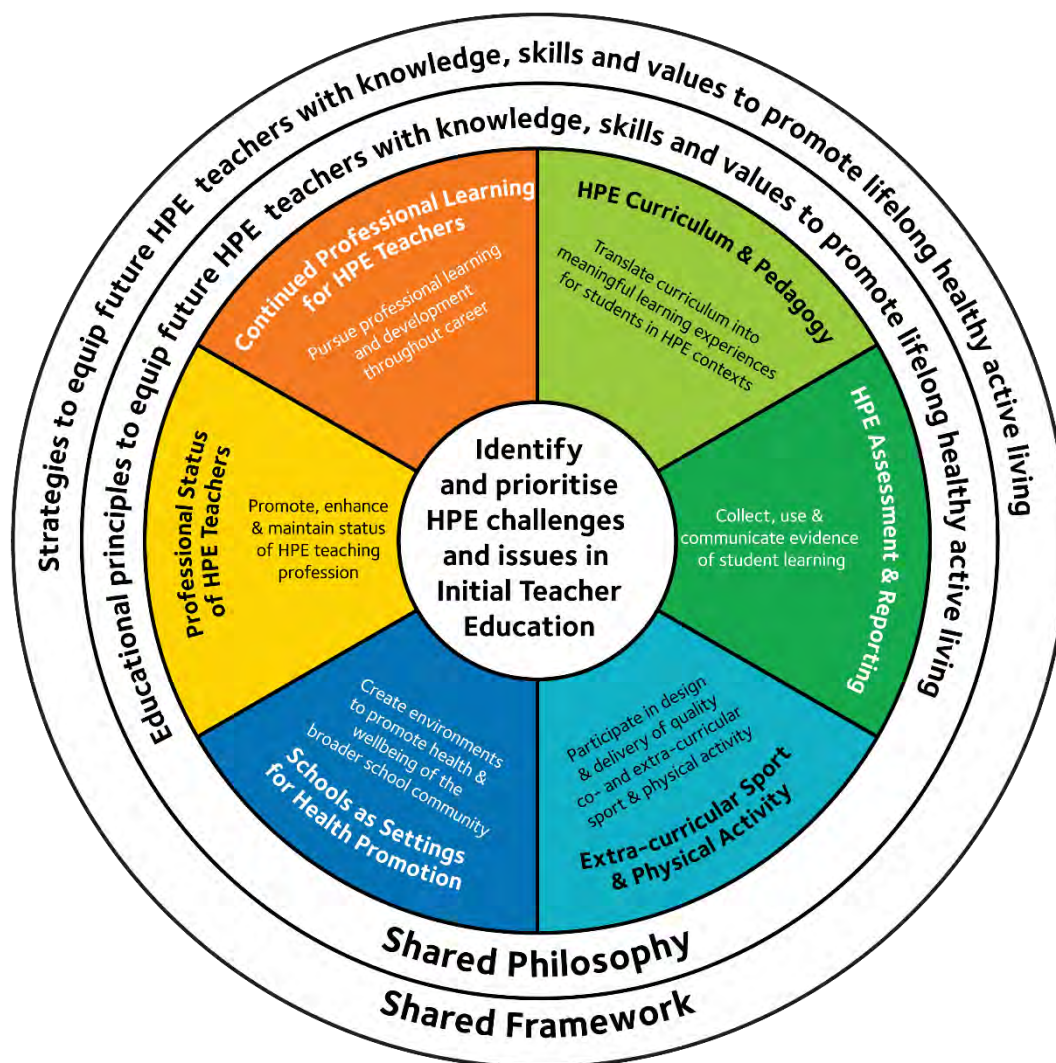 Strategies to equip future HPE teachers with knowledge, skills and values to promote lifelong healthy active living
Educational principles to equip future HPE teachers with knowledge, skills and values to promote lifelong healthy active living
Continued Professional Learning
for HPE Teachers
Pursue professional learning
and development
throughout career
HPE Curriculum & Pedagogy
Translate curriculum into
meaningful learning experiences
for students in HPE contexts
HPE Assessment & Reporting
Collect, use &
communicate evidence
of student learning
Extra-curricular Sport
& Physical Activity
Participate in design
& delivery of quality
co- and extra-curricular
sport & physical activity
Schools as Settings
for Health Promotion
Create environments
to promote health &
wellbeing of the
broader school community
Professional Status
of HPE Teachers
Promote, enhance
& maintain status
of HPE teaching
profession
Identify
and prioritise
HPE challenges
and issues in
Initial Teacher
Education
Shared Philosophy
Shared Framework